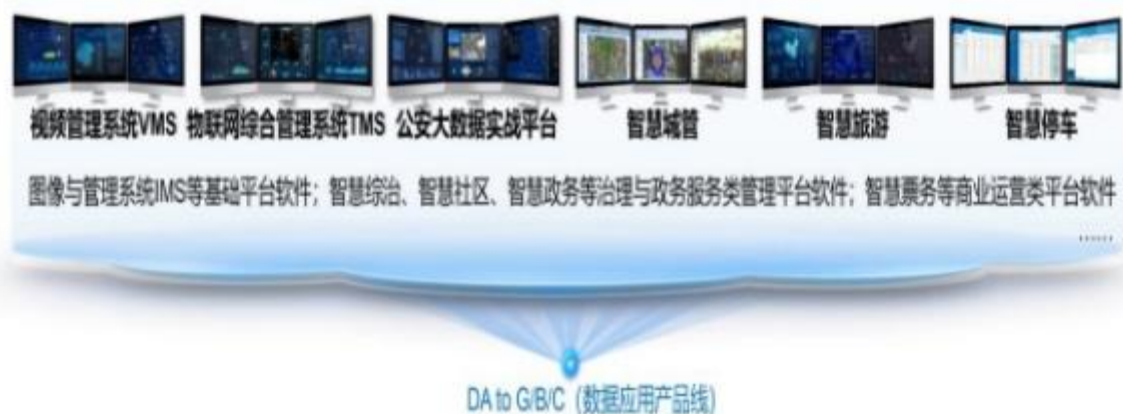 视频管理系统VMS 物联网综合管理系统TMS 公安大数据实战平台 智慧城管 智慧旅游 智慧停车
图像与管理系统IMS等基础平台软件；智慧综治、智慧社区、智慧政务等治理与政务服务类管理平台软件；智慧票务等商业运营类平台软件
......
DA to G/B/C（数据应用产品线）